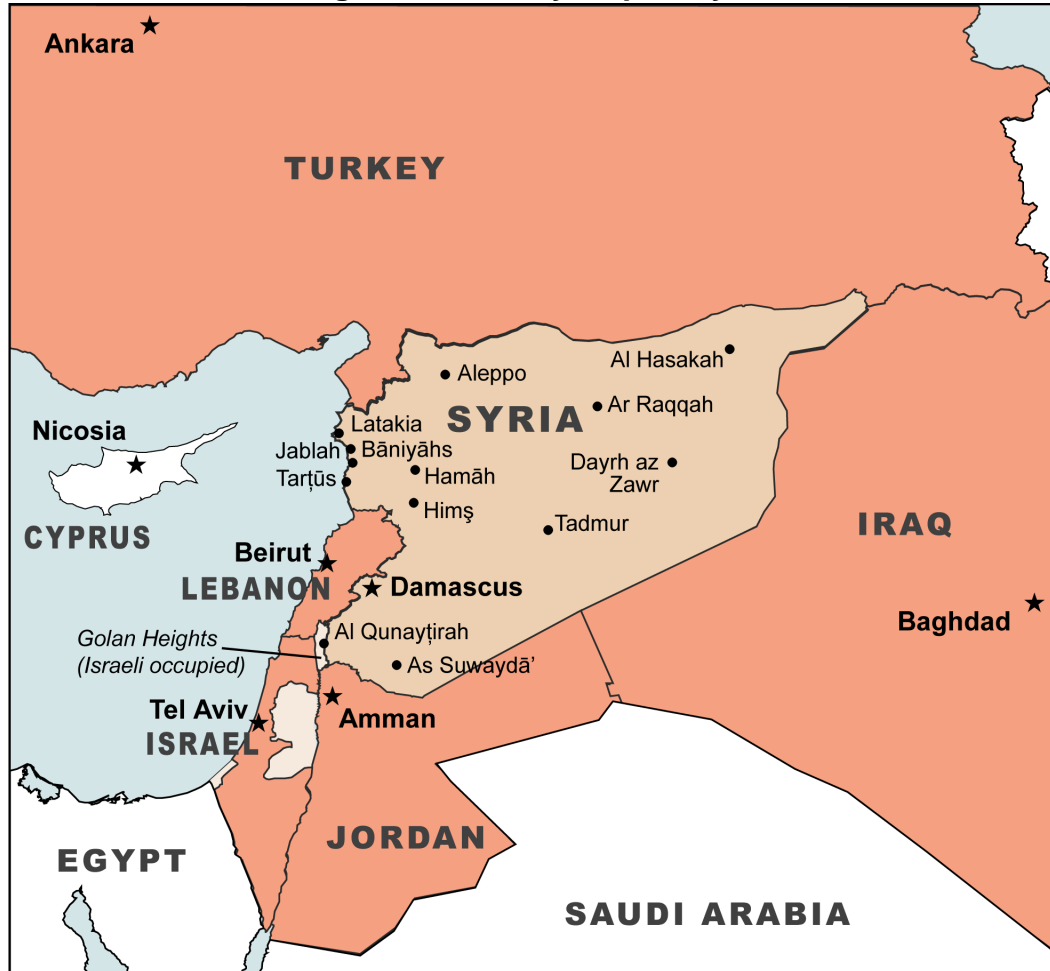 Ankara
TURKEY
Al Hasakah
Aleppo
Ar Raqqah
SYRIA
Latakia
Nicosia
Jablah
Bāniyāhs
Dayrh az
Zawr
Hamāh
Tarțūs
Himş
Tadmur
IRAQ
CYPRUS
Beirut
LEBANON
Damascus
Baghdad
Al Qunayțirah
Golan Heights
(Israeli occupied)
As Suwaydā’
Tel Aviv
Amman
ISRAEL
JORDAN
EGYPT
SAUDI ARABIA